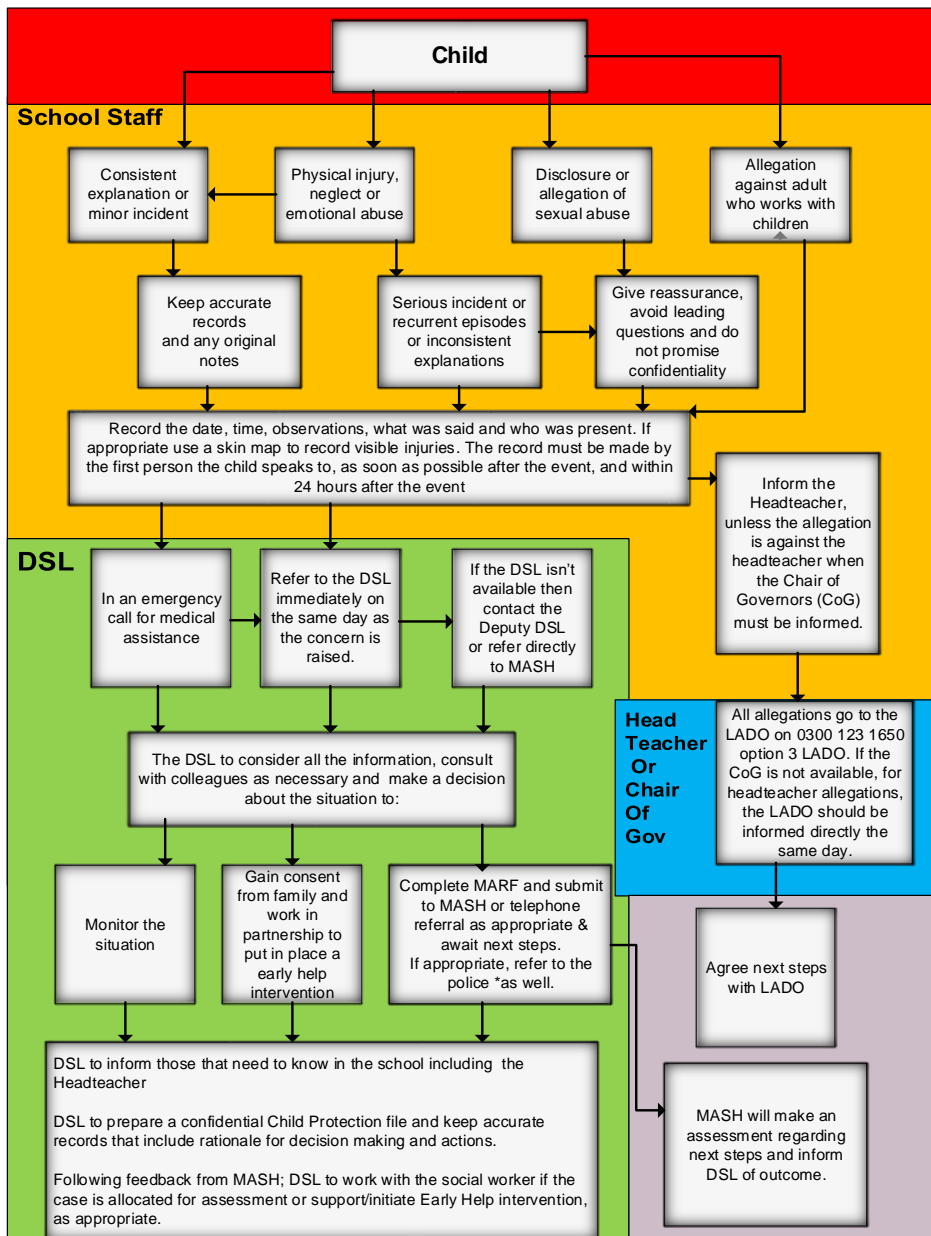 Child
School Staff
Consistent
explanation or
minor incident
Physical injury,
neglect or
emotional abuse
Disclosure or
allegation of
sexual abuse
Allegation
against adult
who works with
children
Keep accurate
records
and any original
notes
Serious incident or
recurrent episodes
or inconsistent
explanations
Give reassurance,
avoid leading
questions and do
not promise
confidentiality
Record the date, time, observations, what was said and who was present. If
appropriate use a skin map to record visible injuries. The record must be made by
the first person the child speaks to, as soon as possible after the event, and within
24 hours after the event
Inform the
Headteacher,
unless the allegation
is against the
headteacher when
the Chair of
Governors (CoG)
must be informed.
DSL
In an emergency
call for medical
assistance
Refer to the DSL
immediately on
the same day as
the concern is
raised.
If the DSL isn't
available then
contact the
Deputy DSL
or refer directly
to MASH
Head
Teacher
Or
Chair
Of
Gov
All allegations go to the
LADO on 0300 123 1650
option 3 LADO. If the
CoG is not available, for
headteacher allegations,
the LADO should be
informed directly the
same day.
The DSL to consider all the information, consult
with colleagues as necessary and make a decision
about the situation to:
Monitor the
situation
Gain consent
from family and
work in
partnership to
put in place a
early help
intervention
Complete MARF and submit
to MASH or telephone
referral as appropriate &
await next steps.
If appropriate, refer to the
police *as well.
Agree next steps
with LADO
DSL to inform those that need to know in the school including the
Headteacher
DSL to prepare a confidential Child Protection file and keep accurate
records that include rationale for decision making and actions.
Following feedback from MASH; DSL to work with the social worker if the
case is allocated for assessment or support/initiate Early Help intervention,
as appropriate.
MASH will make an
assessment regarding
next steps and inform
DSL of outcome.